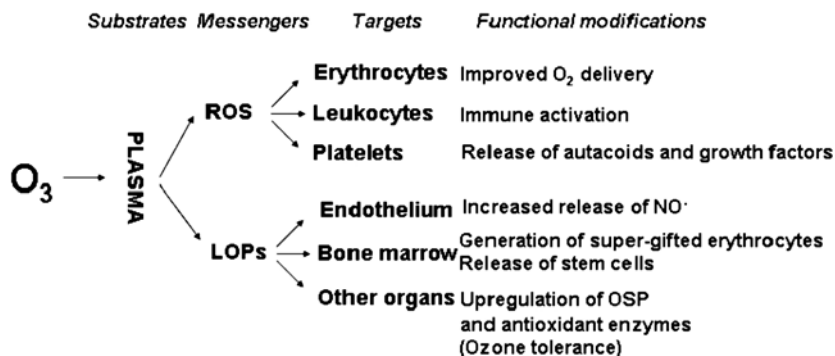 Substrates Messengers Targets Functional modifications
Erythrocytes Improved O₂ delivery
ROS Leukocytes Immune activation
Platelets Release of autacoids and growth factors
O₃ PLASMA
Endothelium Increased release of NO·
LOPs Bone marrow Generation of super-gifted erythrocytes
Release of stem cells
Other organs Upregulation of OSP
and antioxidant enzymes
(Ozone tolerance)